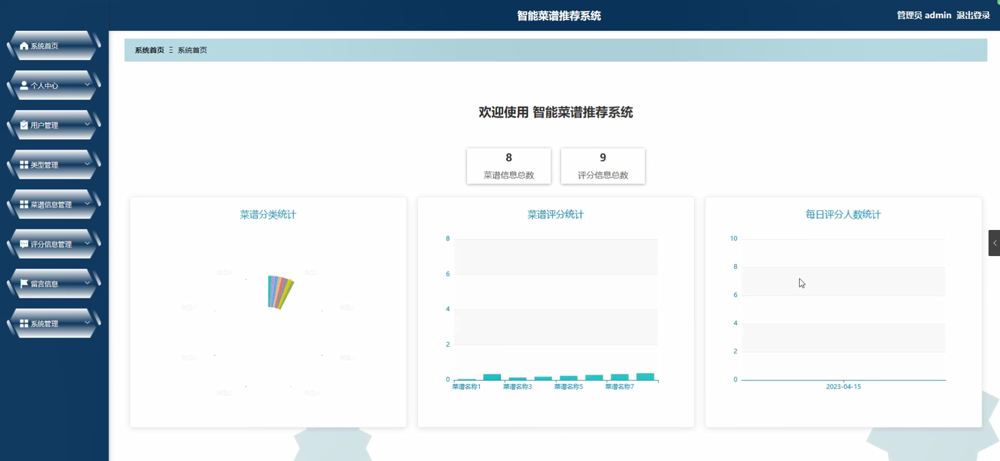 智能菜谱推荐系统
管理员 admin 退出登录
系统首页
个人中心
用户管理
类型管理
菜谱信息管理
评分信息管理
留言信息
系统管理
系统首页 Ξ 系统首页
欢迎使用 智能菜谱推荐系统
8
菜谱信息总数
9
评分信息总数
菜谱分类统计
菜谱评分统计
8
6
4
2
0
菜谱名称1 菜谱名称3 菜谱名称5 菜谱名称7
每日评分人数统计
10
8
6
4
2
0
2023-04-15